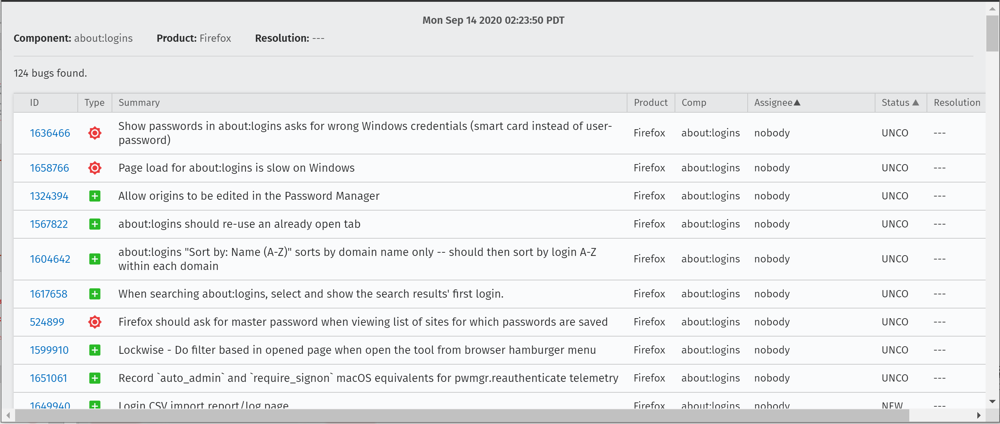 Mon Sep 14 2020 02:23:50 PDT
Component: about:logins Product: Firefox Resolution: ---
124 bugs found.
ID Type Summary Product Comp Assignee▲ Status ▲ Resolution
1636466 Show passwords in about:logins asks for wrong Windows credentials (smart card instead of user-
password) Firefox about:logins nobody UNCO ---
1658766 Page load for about:logins is slow on Windows Firefox about:logins nobody UNCO ---
1324394 Allow origins to be edited in the Password Manager Firefox about:logins nobody UNCO ---
1567822 about:logins should re-use an already open tab Firefox about:logins nobody UNCO ---
1604642 about:logins "Sort by: Name (A-Z)" sorts by domain name only -- should then sort by login A-Z
within each domain Firefox about:logins nobody UNCO ---
1617658 When searching about:logins, select and show the search results' first login. Firefox about:logins nobody UNCO ---
524899 Firefox should ask for master password when viewing list of sites for which passwords are saved Firefox about:logins nobody UNCO ---
1599910 Lockwise - Do filter based in opened page when open the tool from browser hamburger menu Firefox about:logins nobody UNCO ---
1651061 Record `auto_admin` and `require_signon` macOS equivalents for pwmgr.reauthenticate telemetry Firefox about:logins nobody UNCO ---
1649940 Login CSV import report/log page Firefox about:logins nobody NEW ---